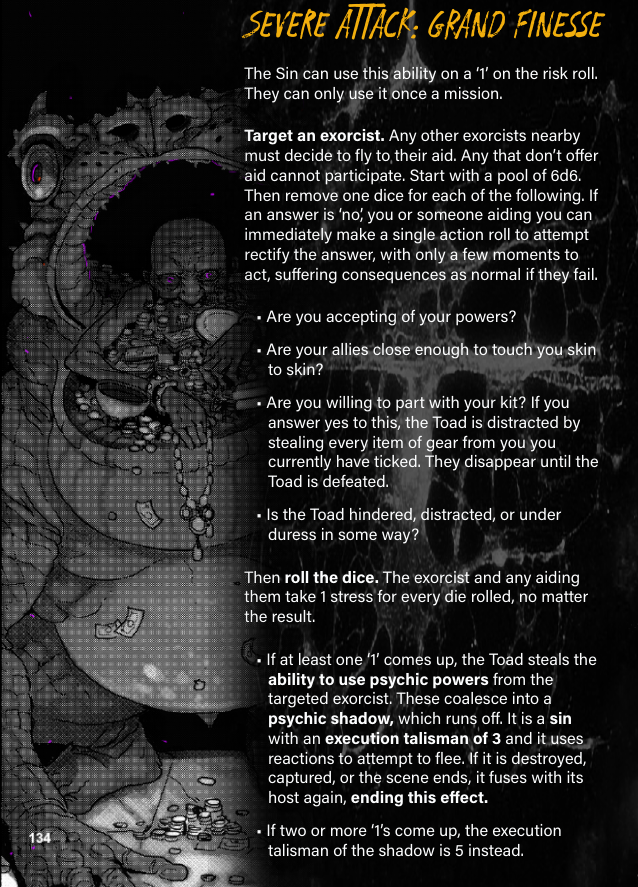 SEVERE ATTACK: GRAND FINESSE
The Sin can use this ability on a ‘1’ on the risk roll.
They can only use it once a mission.
Target an exorcist. Any other exorcists nearby
must decide to fly to their aid. Any that don’t offer
aid cannot participate. Start with a pool of 6d6.
Then remove one dice for each of the following. If
an answer is ‘no’, you or someone aiding you can
immediately make a single action roll to attempt
rectify the answer, with only a few moments to
act, suffering consequences as normal if they fail.
• Are you accepting of your powers?
• Are your allies close enough to touch you skin
to skin?
• Are you willing to part with your kit? If you
answer yes to this, the Toad is distracted by
stealing every item of gear from you you
currently have ticked. They disappear until the
Toad is defeated.
• Is the Toad hindered, distracted, or under
duress in some way?
Then roll the dice. The exorcist and any aiding
them take 1 stress for every die rolled, no matter
the result.
• If at least one ‘1’ comes up, the Toad steals the
ability to use psychic powers from the
targeted exorcist. These coalesce into a
psychic shadow, which runs off. It is a sin
with an execution talisman of 3 and it uses
reactions to attempt to flee. If it is destroyed,
captured, or the scene ends, it fuses with its
host again, ending this effect.
• If two or more ‘1’s come up, the execution
talisman of the shadow is 5 instead.
134